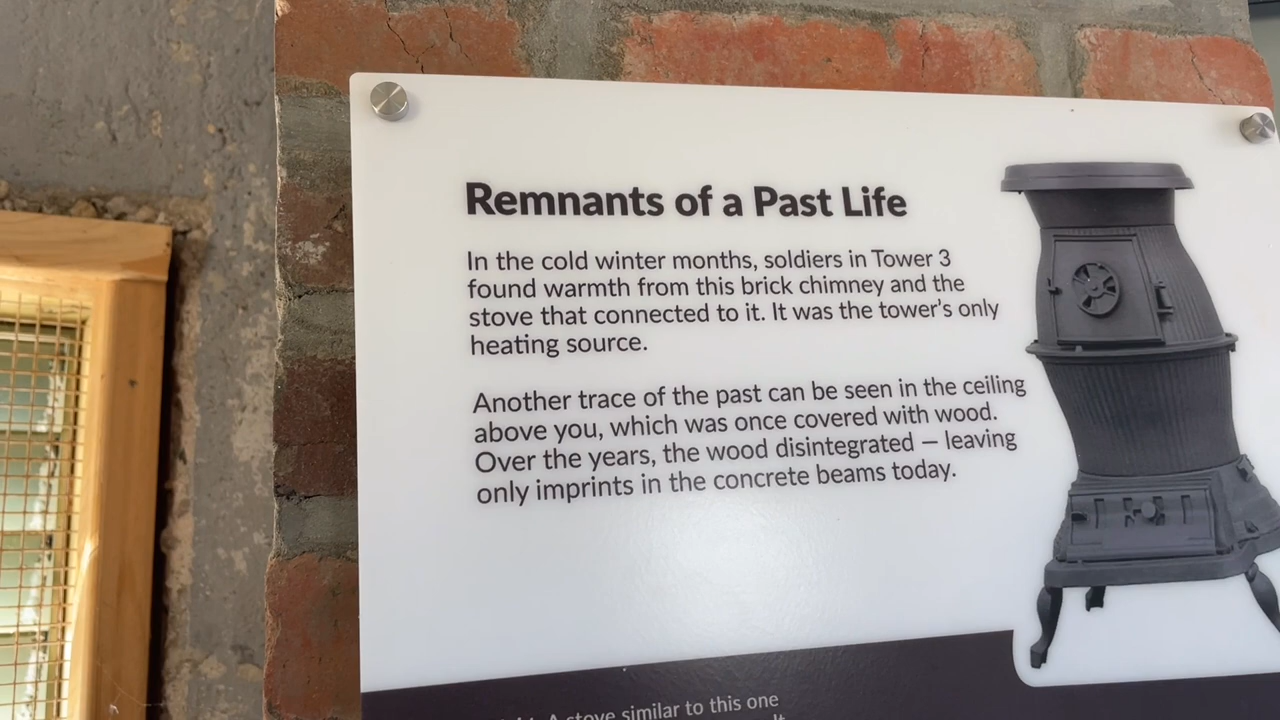 Remnants of a Past Life
In the cold winter months, soldiers in Tower 3
found warmth from this brick chimney and the
stove that connected to it. It was the tower's only
heating source.
Another trace of the past can be seen in the ceiling
above you, which was once covered with wood.
Over the years, the wood disintegrated – leaving
only imprints in the concrete beams today.
A stove similar to this one